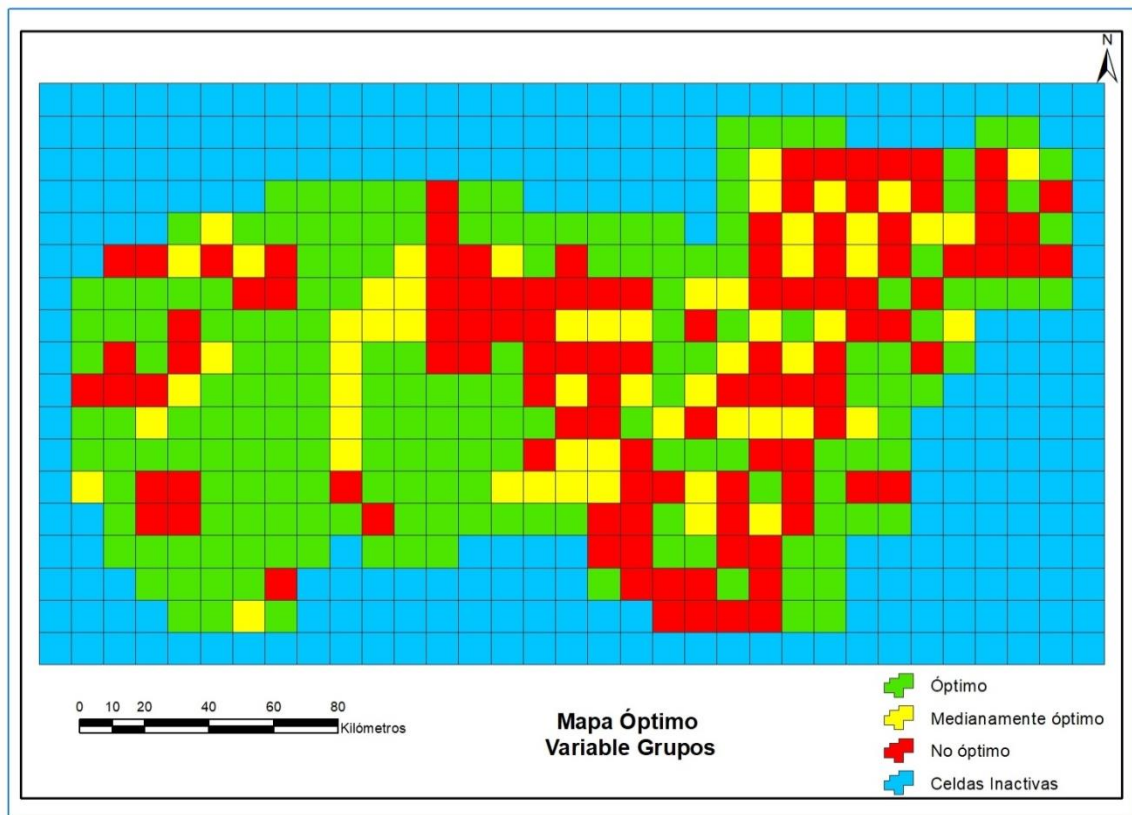 N
0 10 20 40 60 80
Kilómetros
Mapa Óptimo
Variable Grupos
Óptimo
Medianamente óptimo
No óptimo
Celdas Inactivas